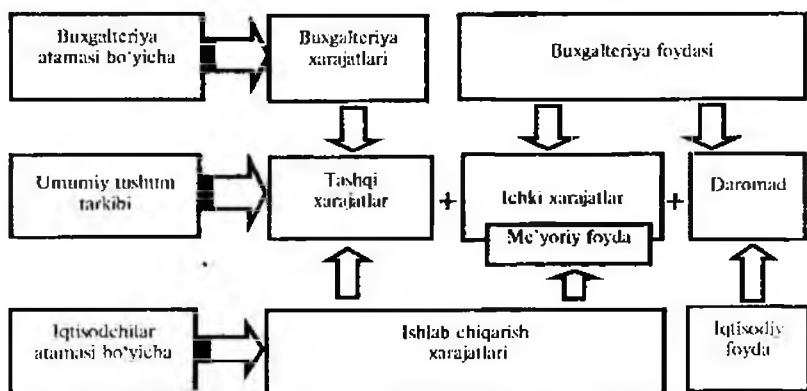 Buxgalteriya
atamasi bo'yicha
Buxgalteriya
xarajatlari
Buxgalteriya foydasi
Umumiy tushum
tarkibi
Tashqi
xarajatlar
+
Ichki xarajatlar
Me'yoriy foyda
+
Daromad
Iqtisodchilar
atamasi bo'yicha
Ishlab chiqarish
xarajatlari
Iqtisodiy
foyda